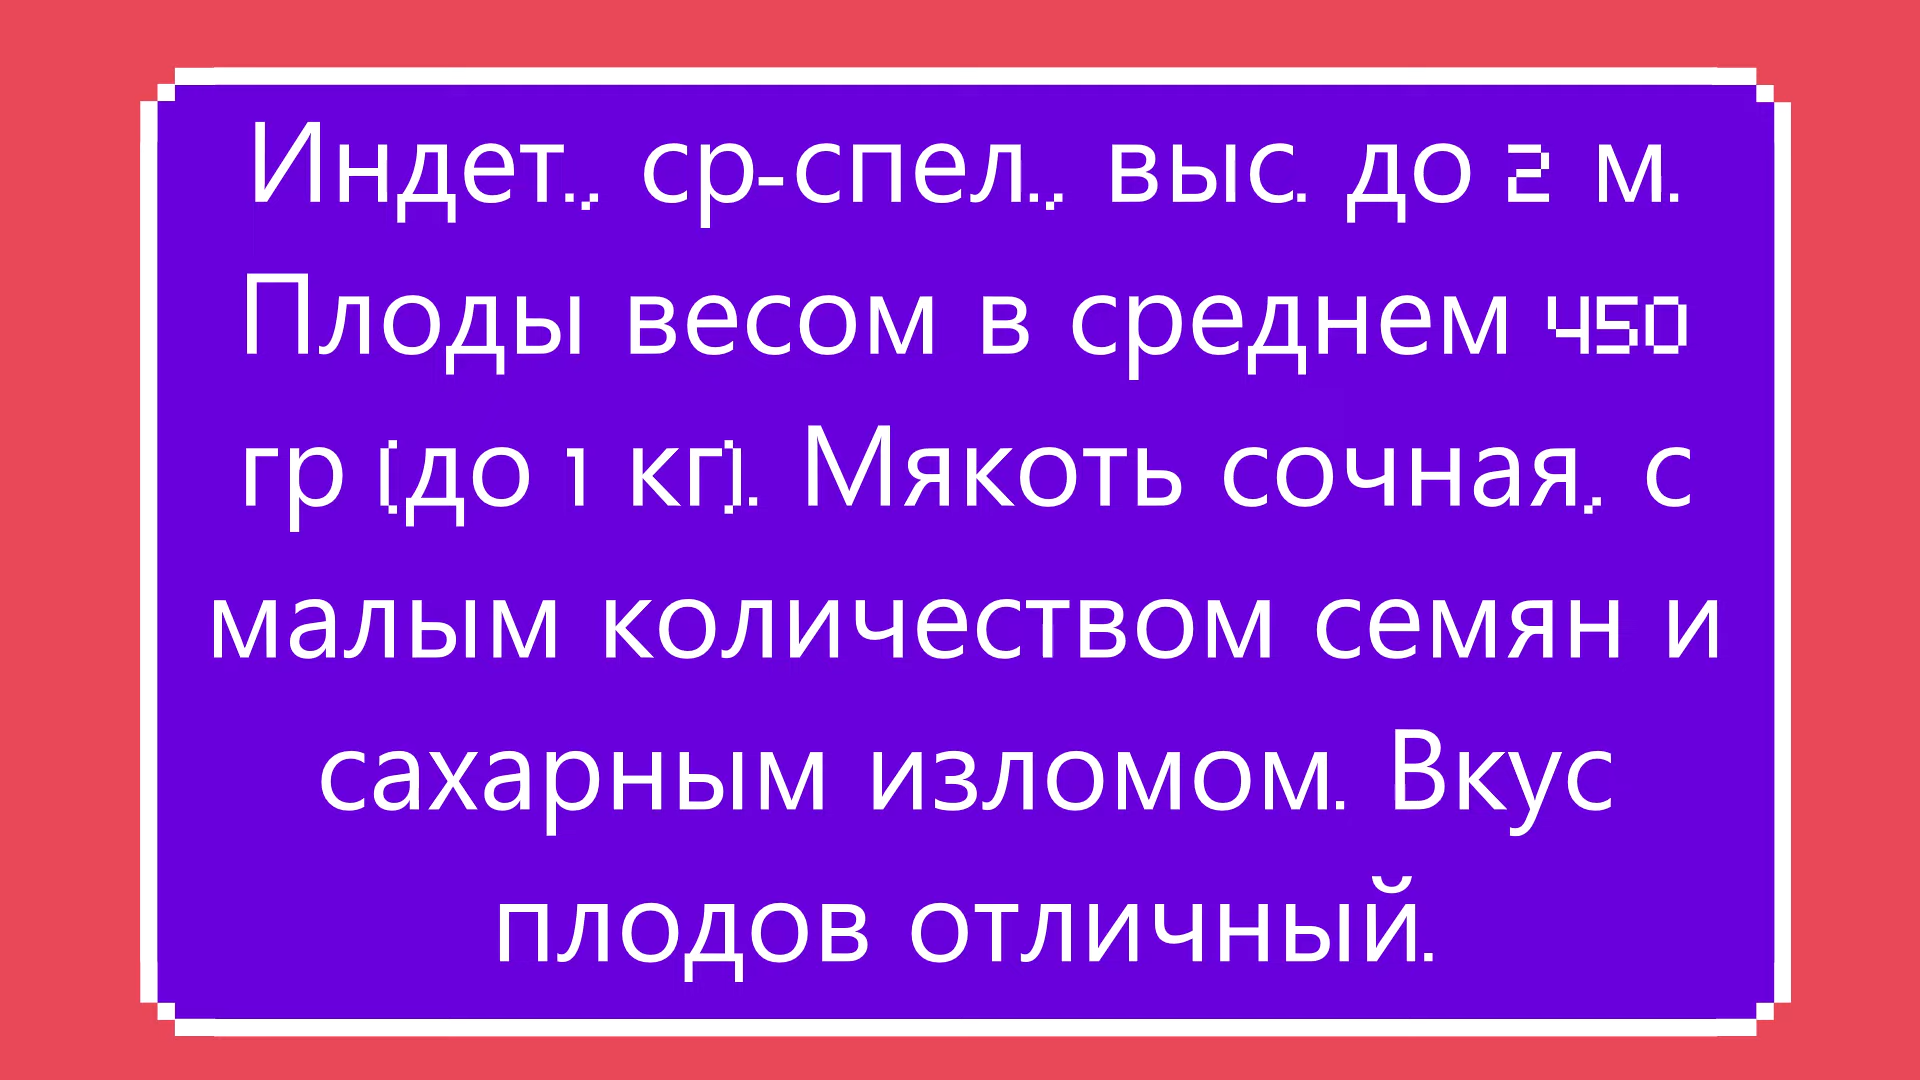 Индет., ср-спел., выс. до 2 м.
Плоды весом в среднем 450
гр (до 1 кг). Мякоть сочная, с
малым количеством семян и
сахарным изломом. Вкус
плодов отличный.